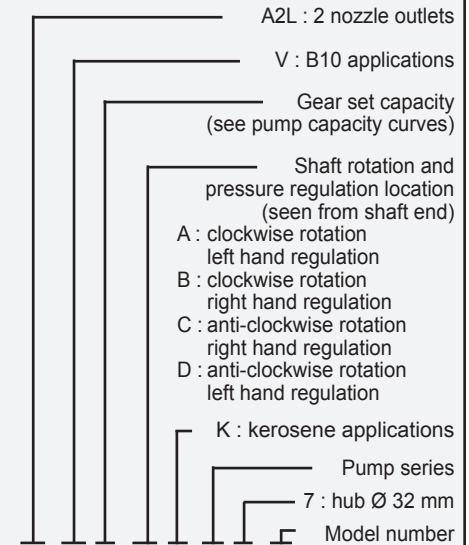 A2L : 2 nozzle outlets
V : B10 applications
Gear set capacity
(see pump capacity curves)
Shaft rotation and
pressure regulation location
(seen from shaft end)
A : clockwise rotation
left hand regulation
B : clockwise rotation
right hand regulation
C : anti-clockwise rotation
right hand regulation
D : anti-clockwise rotation
left hand regulation
K : kerosene applications
Pump series
7 : hub Ø 32 mm
Model number